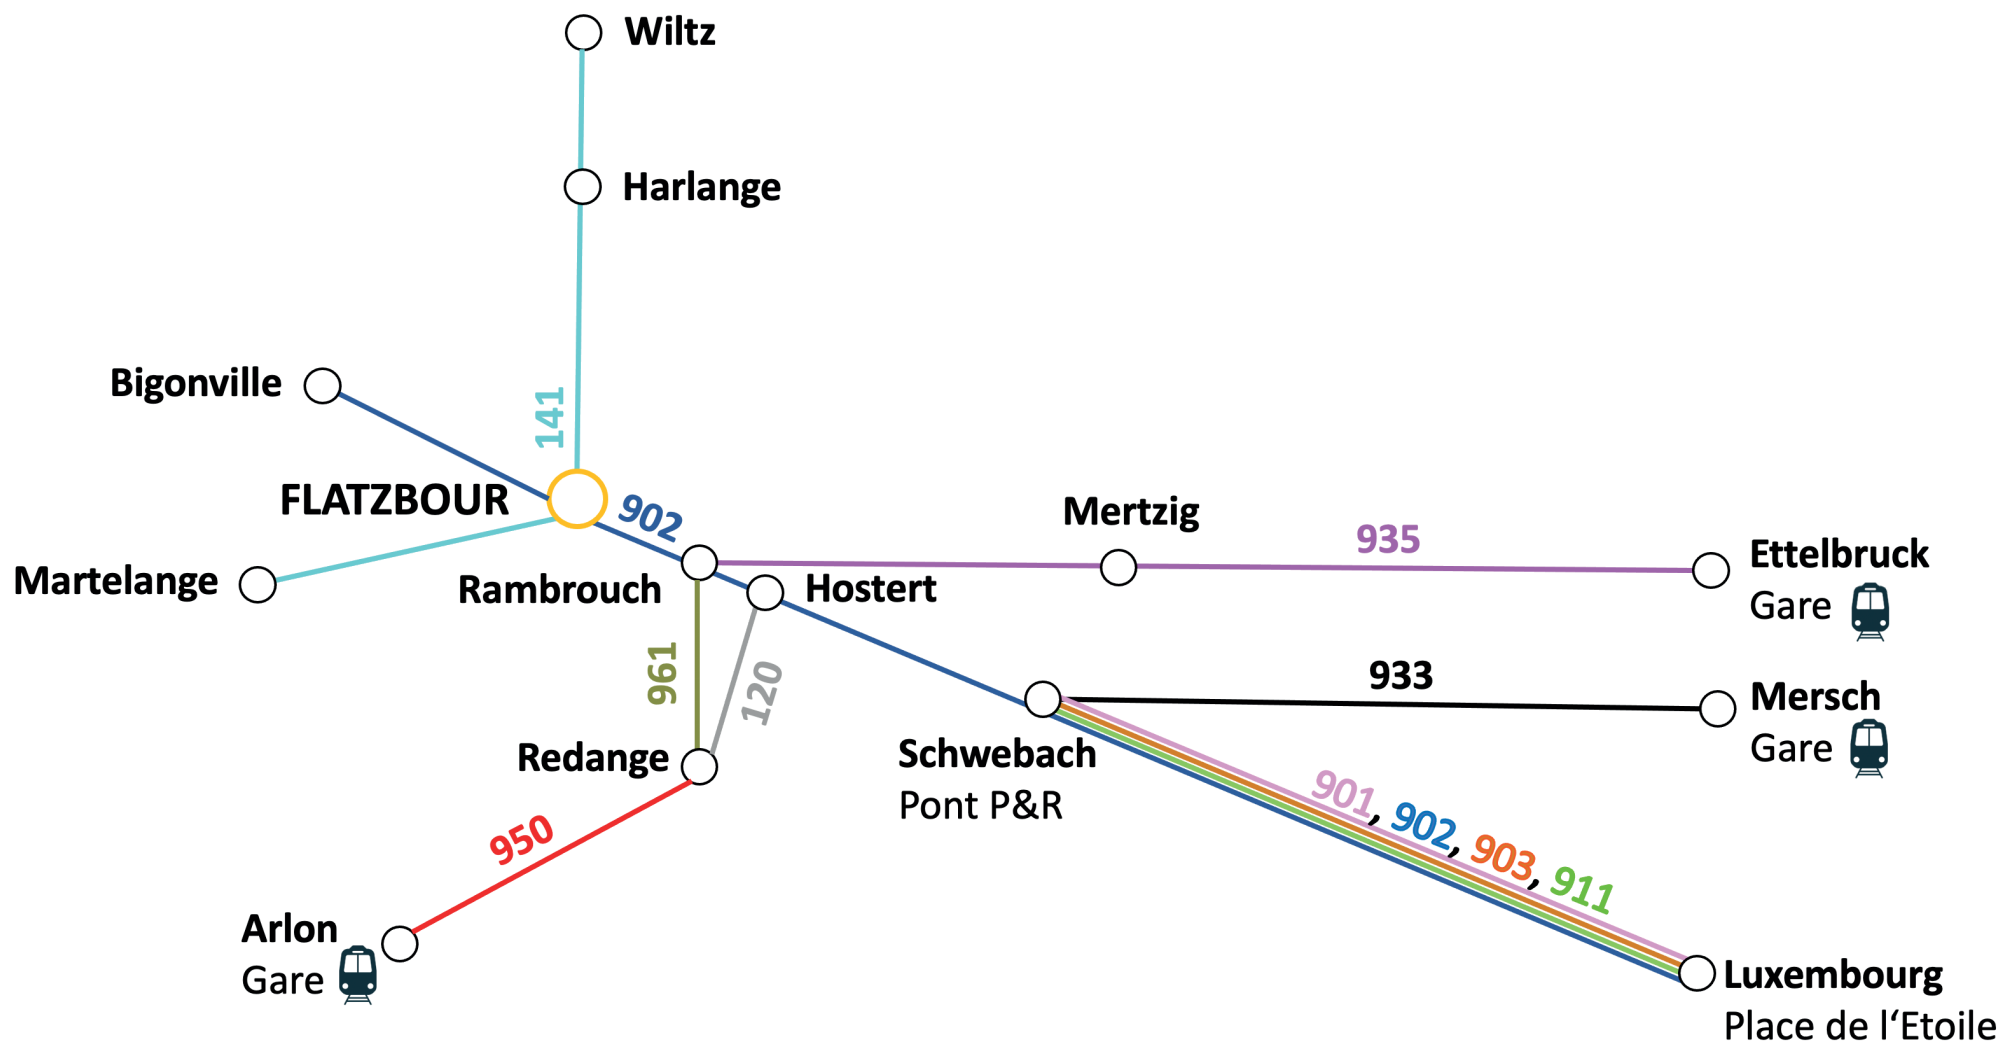 Wiltz
Harlange
141
Bigonville
FLATZBOUR
902
Martelange
Rambrouch
Hostert
Mertzig
935
Ettelbruck
Gare
961
120
933
Mersch
Gare
Redange
Schwebach
Pont P&R
901, 902, 903, 911
950
Arlon
Gare
Luxembourg
Place de l‘Etoile